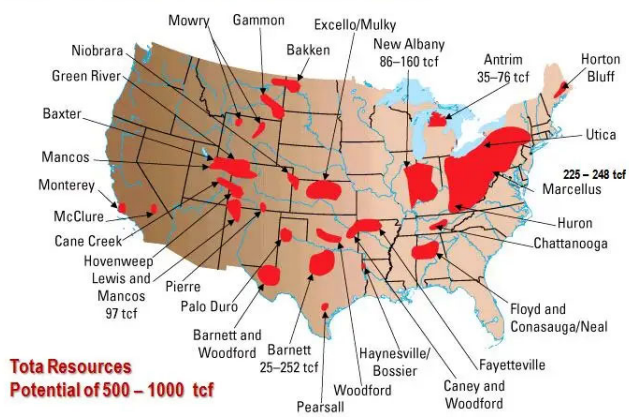 Mowry
Gammon
Excello/Mulky
Niobrara
Bakken
New Albany
86–160 tcf
Antrim
35–76 tcf
Horton
Bluff
Green River
Baxter
Utica
Mancos
225 – 248 tcf
Marcellus
Monterey
McClure
Huron
Cane Creek
Chattanooga
Hovenweep
Lewis and
Mancos
97 tcf
Pierre
Palo Duro
Floyd and
Conasauga/Neal
Barnett and
Woodford
Barnett
25–252 tcf
Haynesville/
Bossier
Fayetteville
Woodford
Caney and
Woodford
Pearsall
Tota Resources
Potential of 500 – 1000 tcf